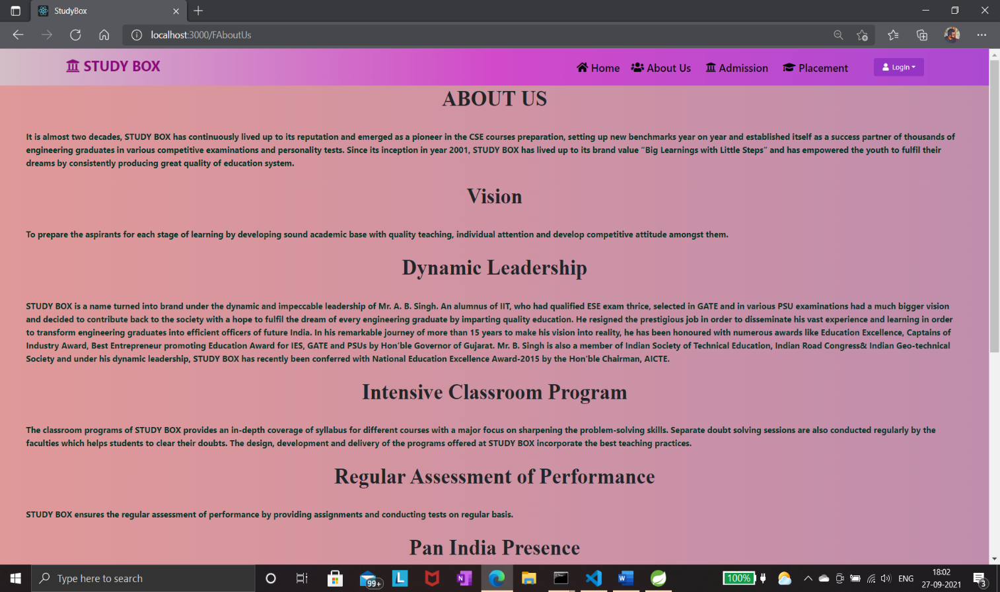 StudyBox
localhost:3000/FAboutUs
STUDY BOX
Home
About Us
Admission
Placement
LogIn
ABOUT US
It is almost two decades, STUDY BOX has continuously lived up to its reputation and emerged as a pioneer in the CSE courses preparation, setting up new benchmarks year on year and established itself as a success partner of thousands of
engineering graduates in various competitive examinations and personality tests. Since its inception in year 2001, STUDY BOX has lived up to its brand value “Big Learnings with Little Steps” and has empowered the youth to fulfil their
dreams by consistently producing great quality of education system.
Vision
To prepare the aspirants for each stage of learning by developing sound academic base with quality teaching, individual attention and develop competitive attitude amongst them.
Dynamic Leadership
STUDY BOX is a name turned into brand under the dynamic and impeccable leadership of Mr. A. B. Singh. An alumnus of IIT, who had qualified ESE exam thrice, selected in GATE and in various PSU examinations had a much bigger vision
and decided to contribute back to the society with a hope to fulfil the dream of every engineering graduate by imparting quality education. He resigned the prestigious job in order to disseminate his vast experience and learning in order
to transform engineering graduates into efficient officers of future India. In his remarkable journey of more than 15 years to make his vision into reality, he has been honoured with numerous awards like Education Excellence, Captains of
Industry Award, Best Entrepreneur promoting Education Award for IES, GATE and PSUs by Hon’ble Governor of Gujarat. Mr. B. Singh is also a member of Indian Society of Technical Education, Indian Road Congress& Indian Geo-technical
Society and under his dynamic leadership, STUDY BOX has recently been conferred with National Education Excellence Award-2015 by the Hon’ble Chairman, AICTE.
Intensive Classroom Program
The classroom programs of STUDY BOX provides an in-depth coverage of syllabus for different courses with a major focus on sharpening the problem-solving skills. Separate doubt solving sessions are also conducted regularly by the
faculties which helps students to clear their doubts. The design, development and delivery of the programs offered at STUDY BOX incorporate the best teaching practices.
Regular Assessment of Performance
STUDY BOX ensures the regular assessment of performance by providing assignments and conducting tests on regular basis.
Pan India Presence
Type here to search
99+
L
N
W
100%
ENG
18:02
27-09-2021
3